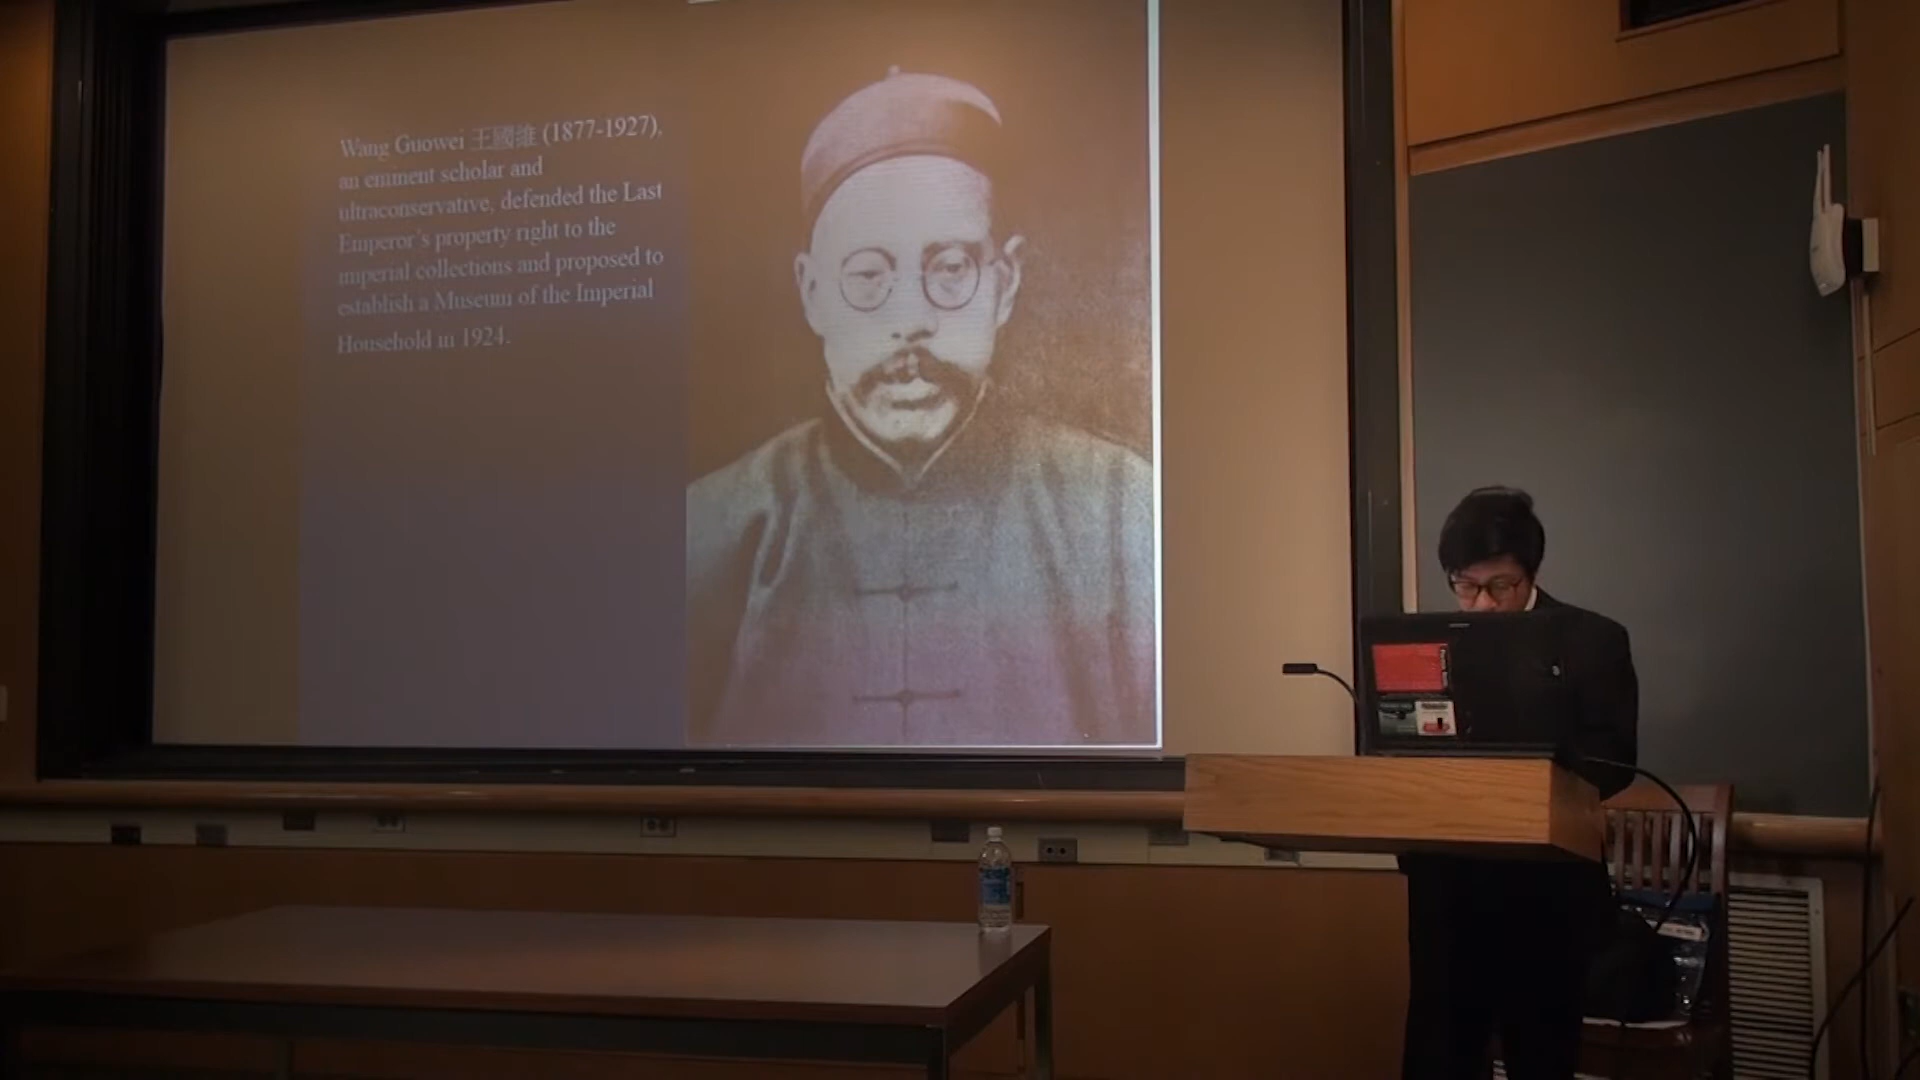 Wang Guowei 王國維 (1877-1927),
an eminent scholar and
ultraconservative, defended the Last
Emperor's property right to the
imperial collections and proposed to
establish a Museum of the Imperial
Household in 1924.